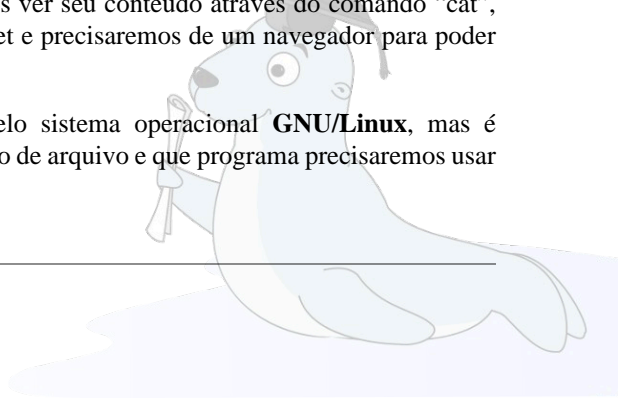 s ver seu conteúdo através do comando “cat”,
et e precisaremos de um navegador para poder
elo sistema operacional GNU/Linux, mas é
o de arquivo e que programa precisaremos usar